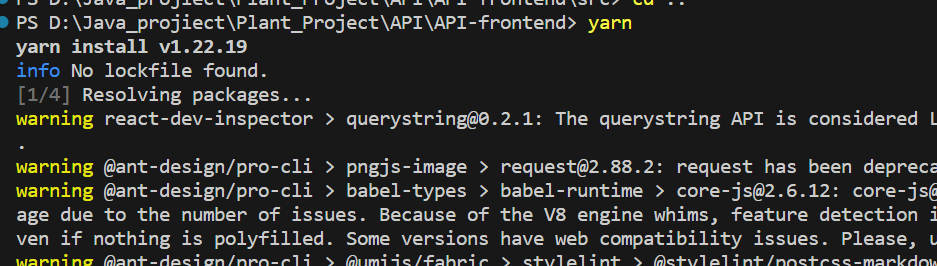 PS D:\Java_projiect\Plant_Project\API\API-frontend\src> cd ..
PS D:\Java_projiect\Plant_Project\API\API-frontend> yarn
yarn install v1.22.19
info No lockfile found.
[1/4] Resolving packages...
warning react-dev-inspector > querystring@0.2.1: The querystring API is considered L
.
warning @ant-design/pro-cli > pngjs-image > request@2.88.2: request has been depreca
warning @ant-design/pro-cli > babel-types > babel-runtime > core-js@2.6.12: core-js@
age due to the number of issues. Because of the V8 engine whims, feature detection i
ven if nothing is polyfilled. Some versions have web compatibility issues. Please, u
warning @ant-design/pro-cli > @umijs/fabric > stylelint > @stylelint/postcss-markdow